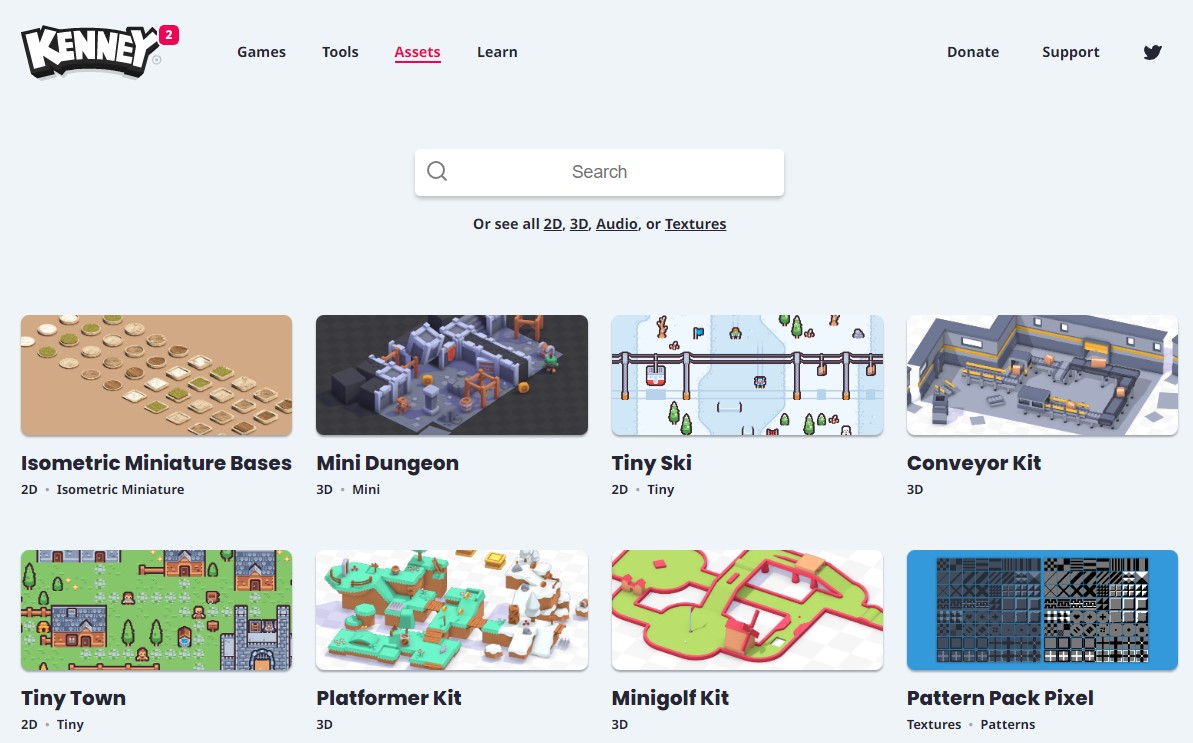 KENNEY
2
Games Tools Assets Learn Donate Support
Search
Or see all 2D, 3D, Audio, or Textures
Isometric Miniature Bases
2D • Isometric Miniature
Mini Dungeon
3D • Mini
Tiny Ski
2D • Tiny
Conveyor Kit
3D
Tiny Town
2D • Tiny
Platformer Kit
3D
Minigolf Kit
3D
Pattern Pack Pixel
Textures • Patterns